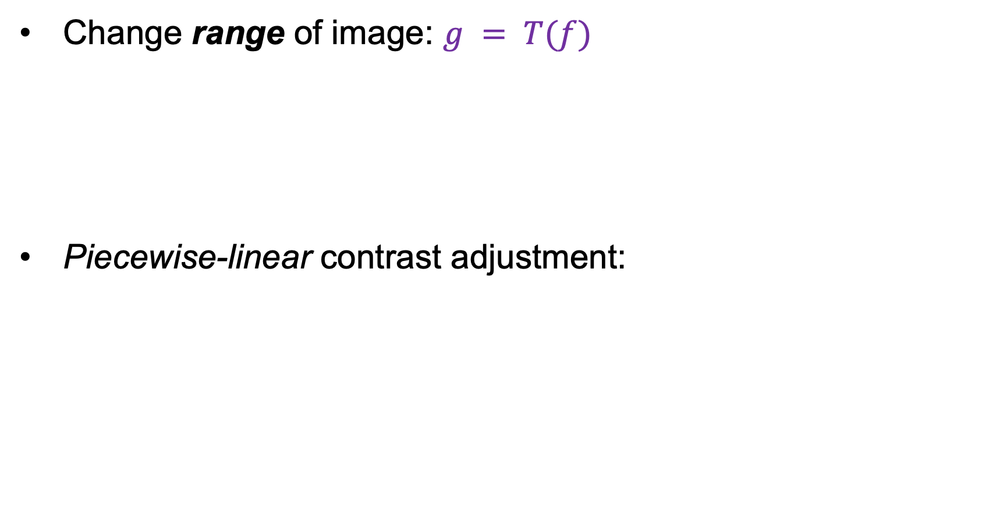 • Change range of image: g = T(f)
• Piecewise-linear contrast adjustment: